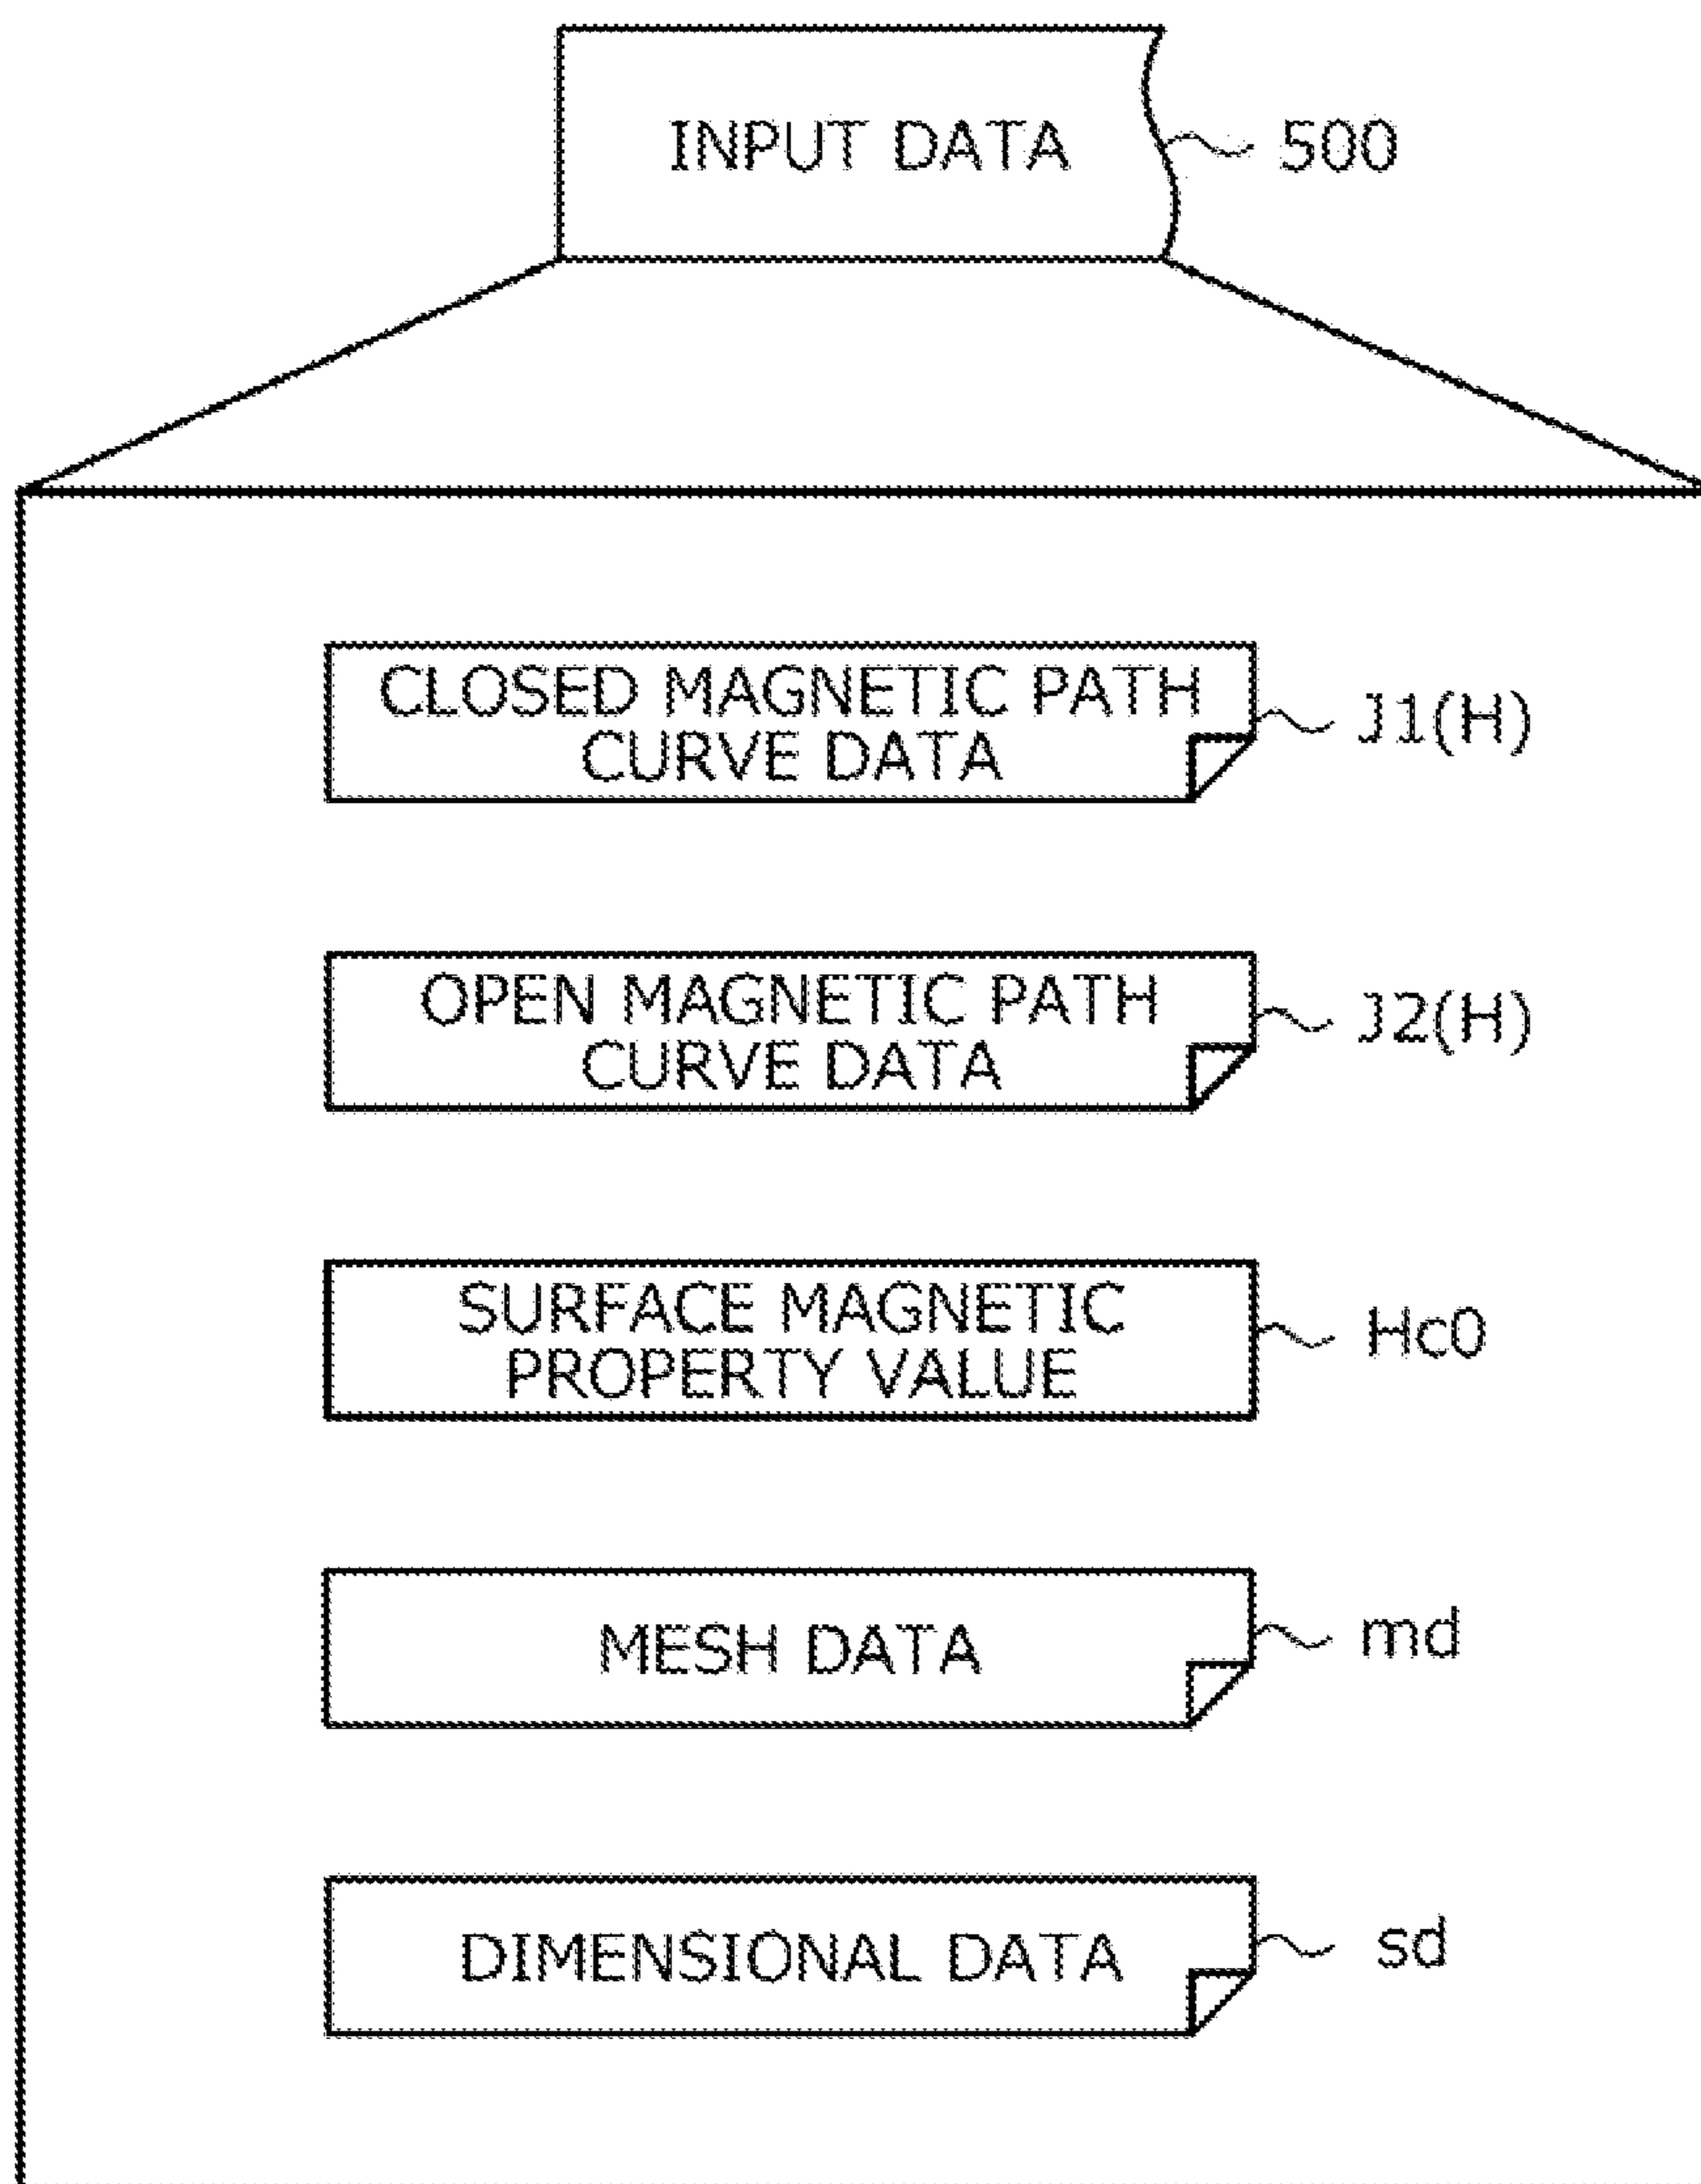 INPUT DATA
500
CLOSED MAGNETIC PATH
CURVE DATA
J1(H)
OPEN MAGNETIC PATH
CURVE DATA
J2(H)
SURFACE MAGNETIC
PROPERTY VALUE
Hc0
MESH DATA
md
DIMENSIONAL DATA
sd